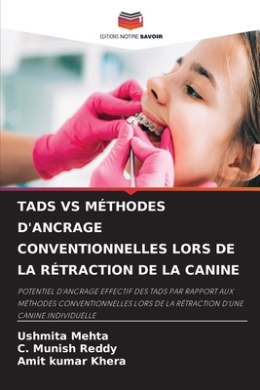 EDITIONS NOTRE SAVOIR
TADS VS MÉTHODES
D'ANCRAGE
CONVENTIONNELLES LORS DE
LA RÉTRACTION DE LA CANINE
POTENTIEL D'ANCRAGE EFFECTIF DES TADS PAR RAPPORT AUX
MÉTHODES CONVENTIONNELLES LORS DE LA RÉTRACTION D'UNE
CANINE INDIVIDUELLE
Ushmita Mehta
C. Munish Reddy
Amit kumar Khera